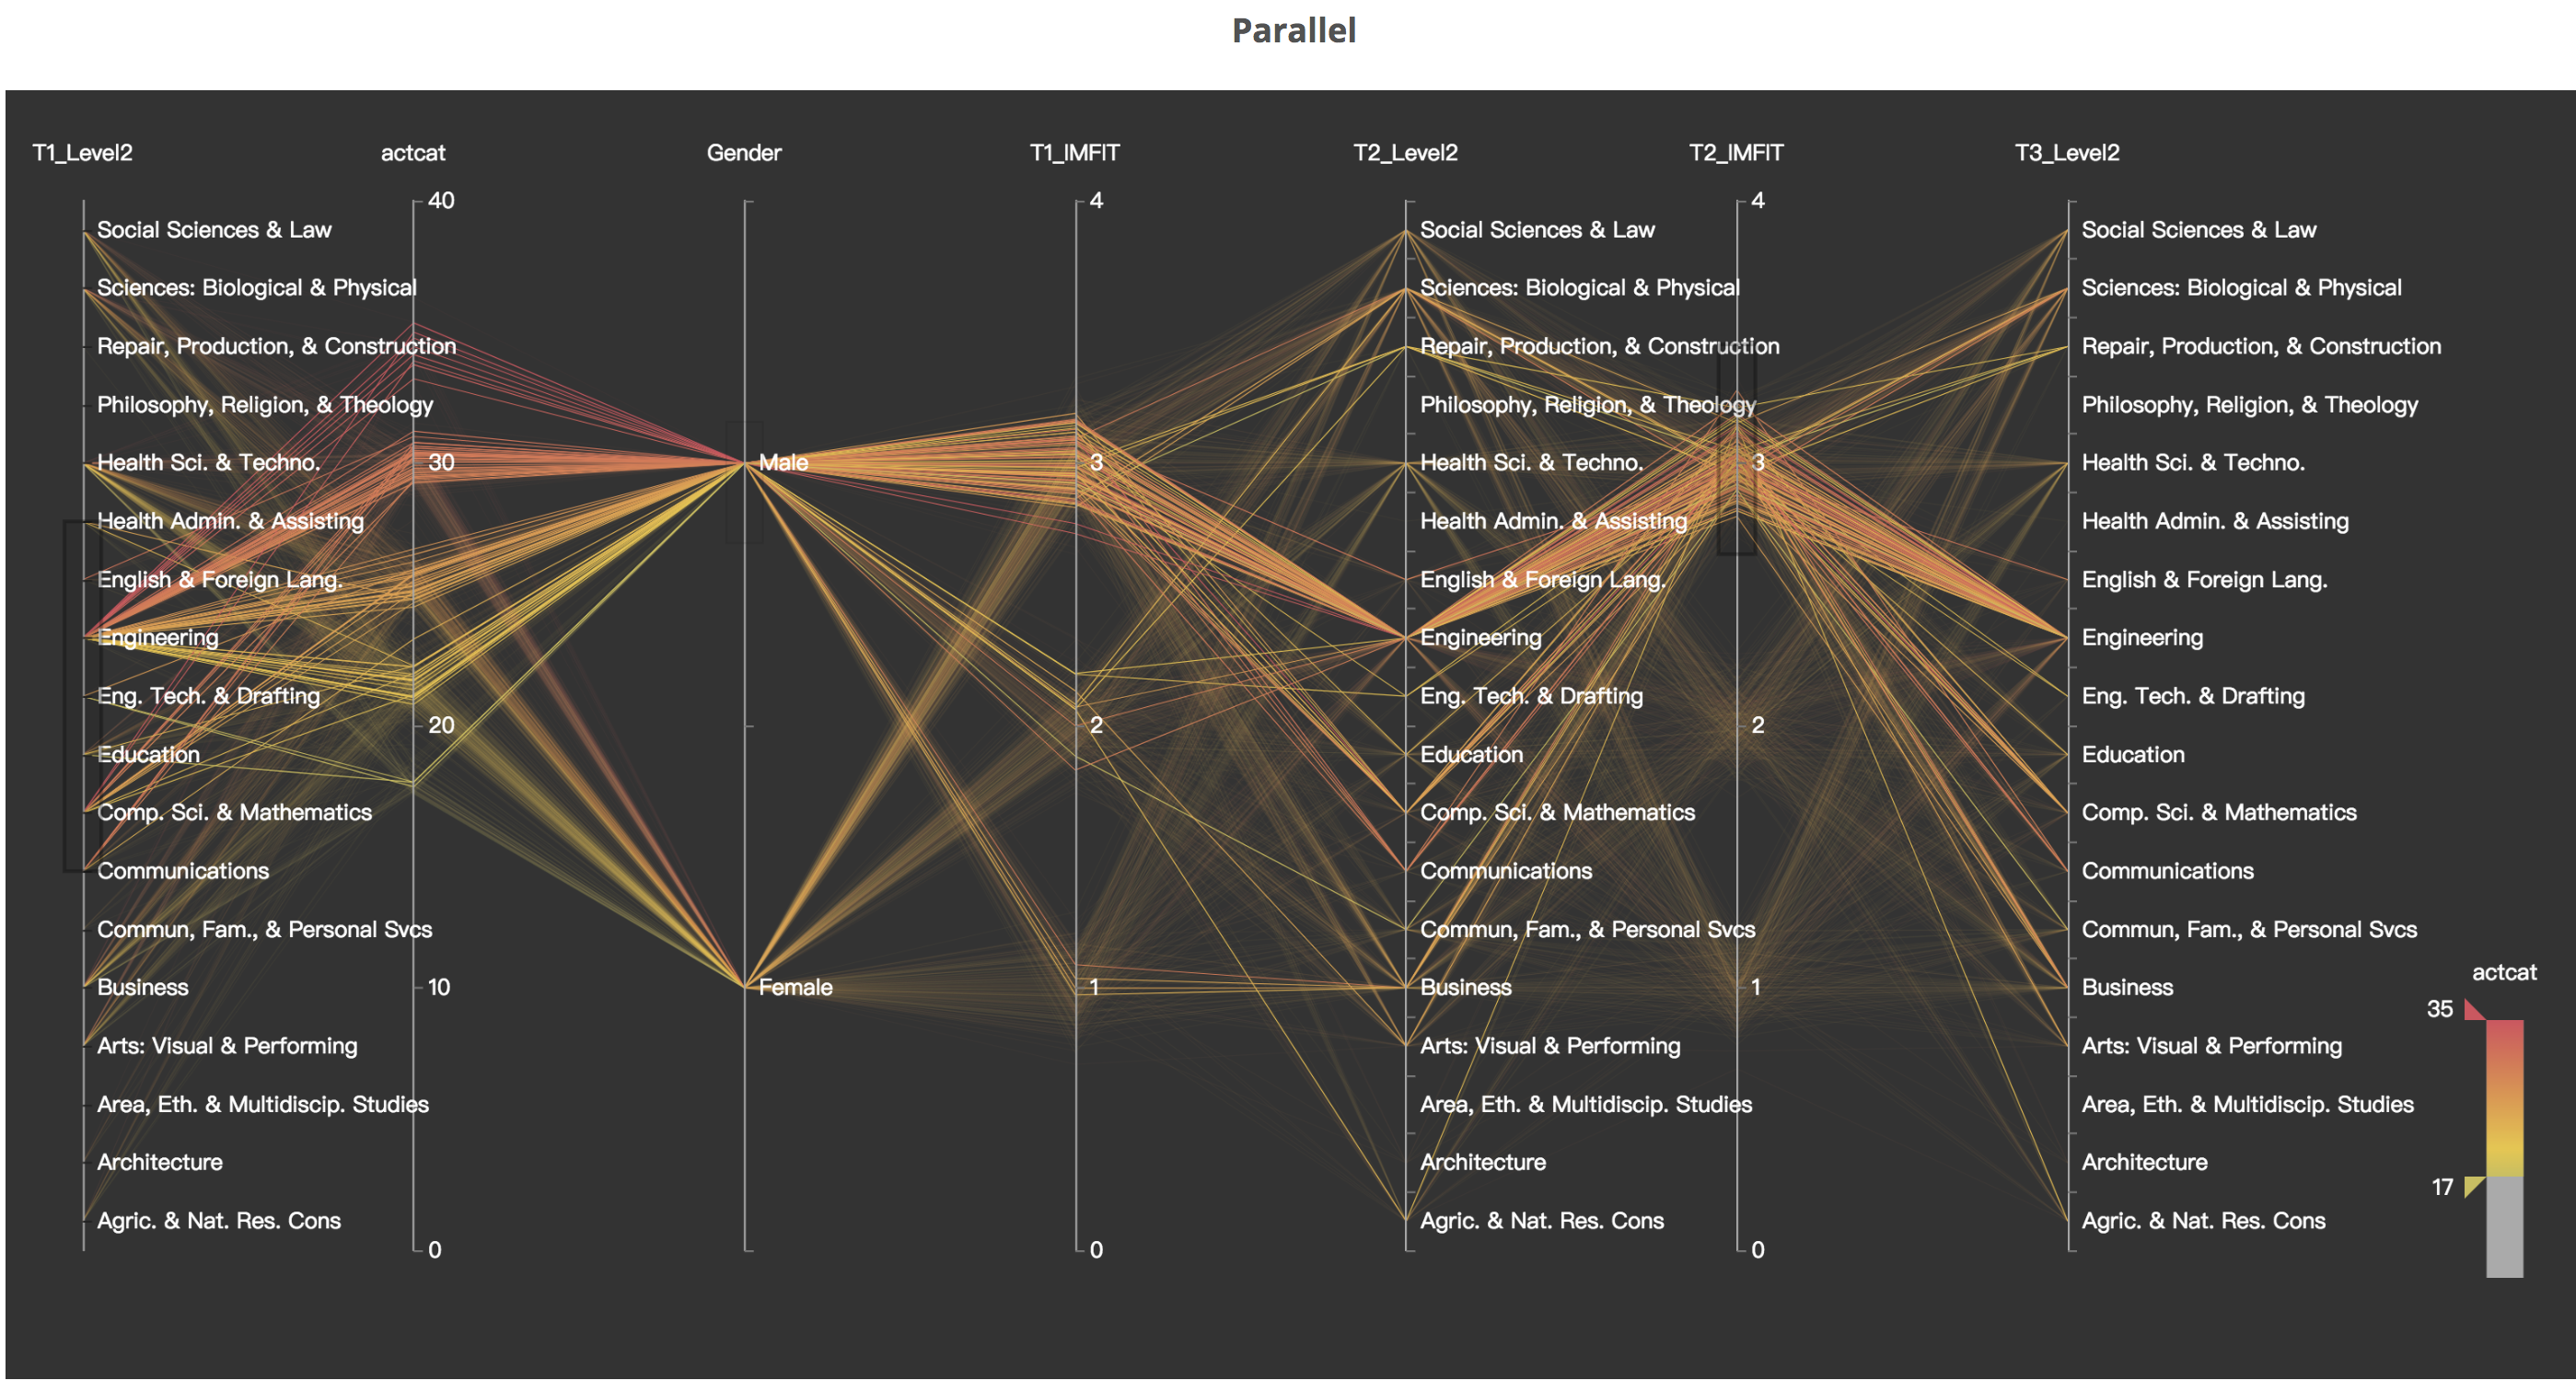 Parallel
T1_Level2
actcat
Gender
T1_IMFIT
T2_Level2
T2_IMFIT
T3_Level2
Social Sciences & Law
Sciences: Biological & Physical
Repair, Production, & Construction
Philosophy, Religion, & Theology
Health Sci. & Techno.
Health Admin. & Assisting
English & Foreign Lang.
Engineering
Eng. Tech. & Drafting
Education
Comp. Sci. & Mathematics
Communications
Commun, Fam., & Personal Svcs
Business
Arts: Visual & Performing
Area, Eth. & Multidiscip. Studies
Architecture
Agric. & Nat. Res. Cons
40
30
20
10
0
Male
Female
4
3
2
1
0
Social Sciences & Law
Sciences: Biological & Physical
Repair, Production, & Construction
Philosophy, Religion, & Theology
Health Sci. & Techno.
Health Admin. & Assisting
English & Foreign Lang.
Engineering
Eng. Tech. & Drafting
Education
Comp. Sci. & Mathematics
Communications
Commun, Fam., & Personal Svcs
Business
Arts: Visual & Performing
Area, Eth. & Multidiscip. Studies
Architecture
Agric. & Nat. Res. Cons
4
3
2
1
0
Social Sciences & Law
Sciences: Biological & Physical
Repair, Production, & Construction
Philosophy, Religion, & Theology
Health Sci. & Techno.
Health Admin. & Assisting
English & Foreign Lang.
Engineering
Eng. Tech. & Drafting
Education
Comp. Sci. & Mathematics
Communications
Commun, Fam., & Personal Svcs
Business
Arts: Visual & Performing
Area, Eth. & Multidiscip. Studies
Architecture
Agric. & Nat. Res. Cons
actcat
35
17